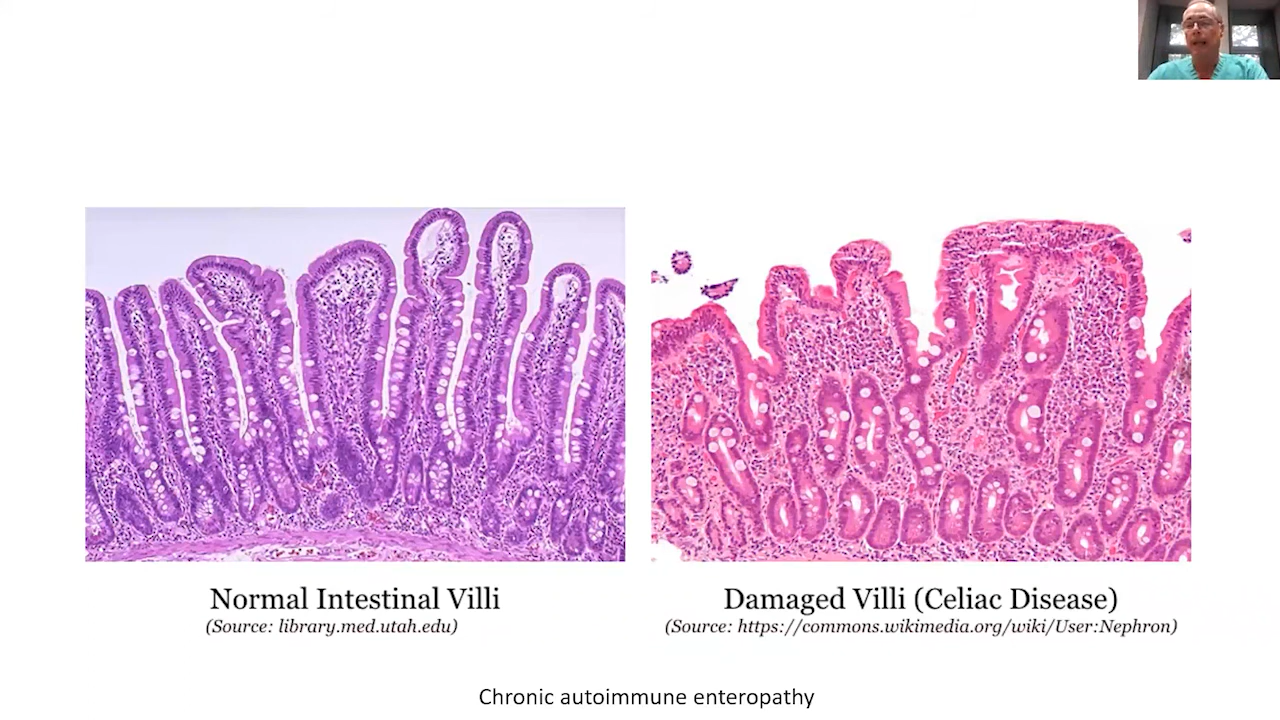 Normal Intestinal Villi
(Source: library.med.utah.edu)
Damaged Villi (Celiac Disease)
(Source: https://commons.wikimedia.org/wiki/User:Nephron)
Chronic autoimmune enteropathy